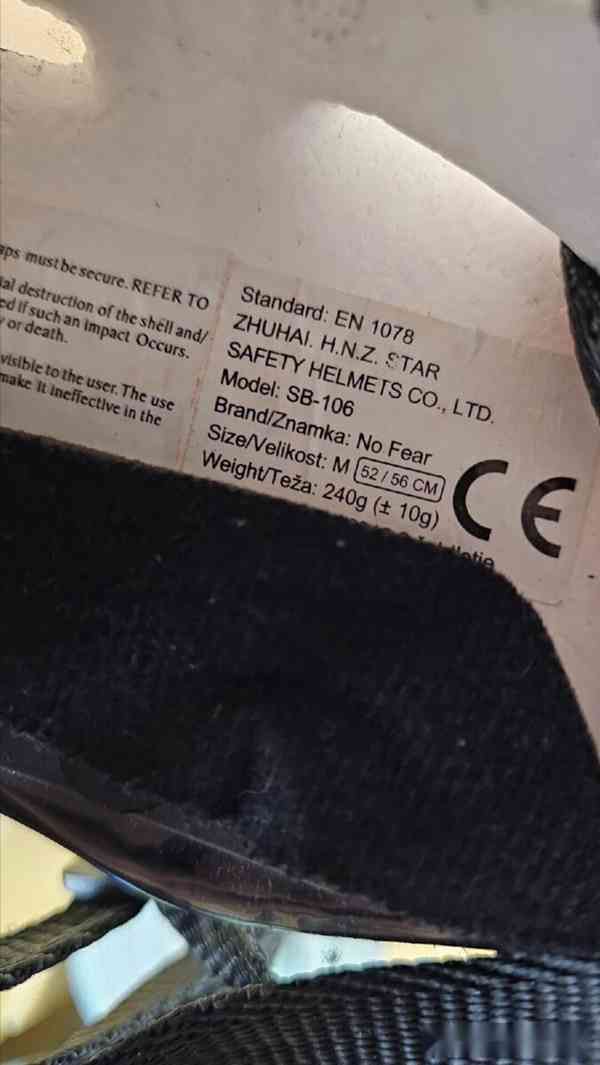 aps must be secure. REFER TO
ial destruction of the shell and/
ed if such an impact Occurs.
or death.
visible to the user. The use
make it ineffective in the
Standard: EN 1078
ZHUHAI. H.N.Z. STAR
SAFETY HELMETS CO., LTD.
Model: SB-106
Brand/Znamka: No Fear
Size/Velikost: M 52 / 56 CM
Weight/Teža: 240g (± 10g)
CE